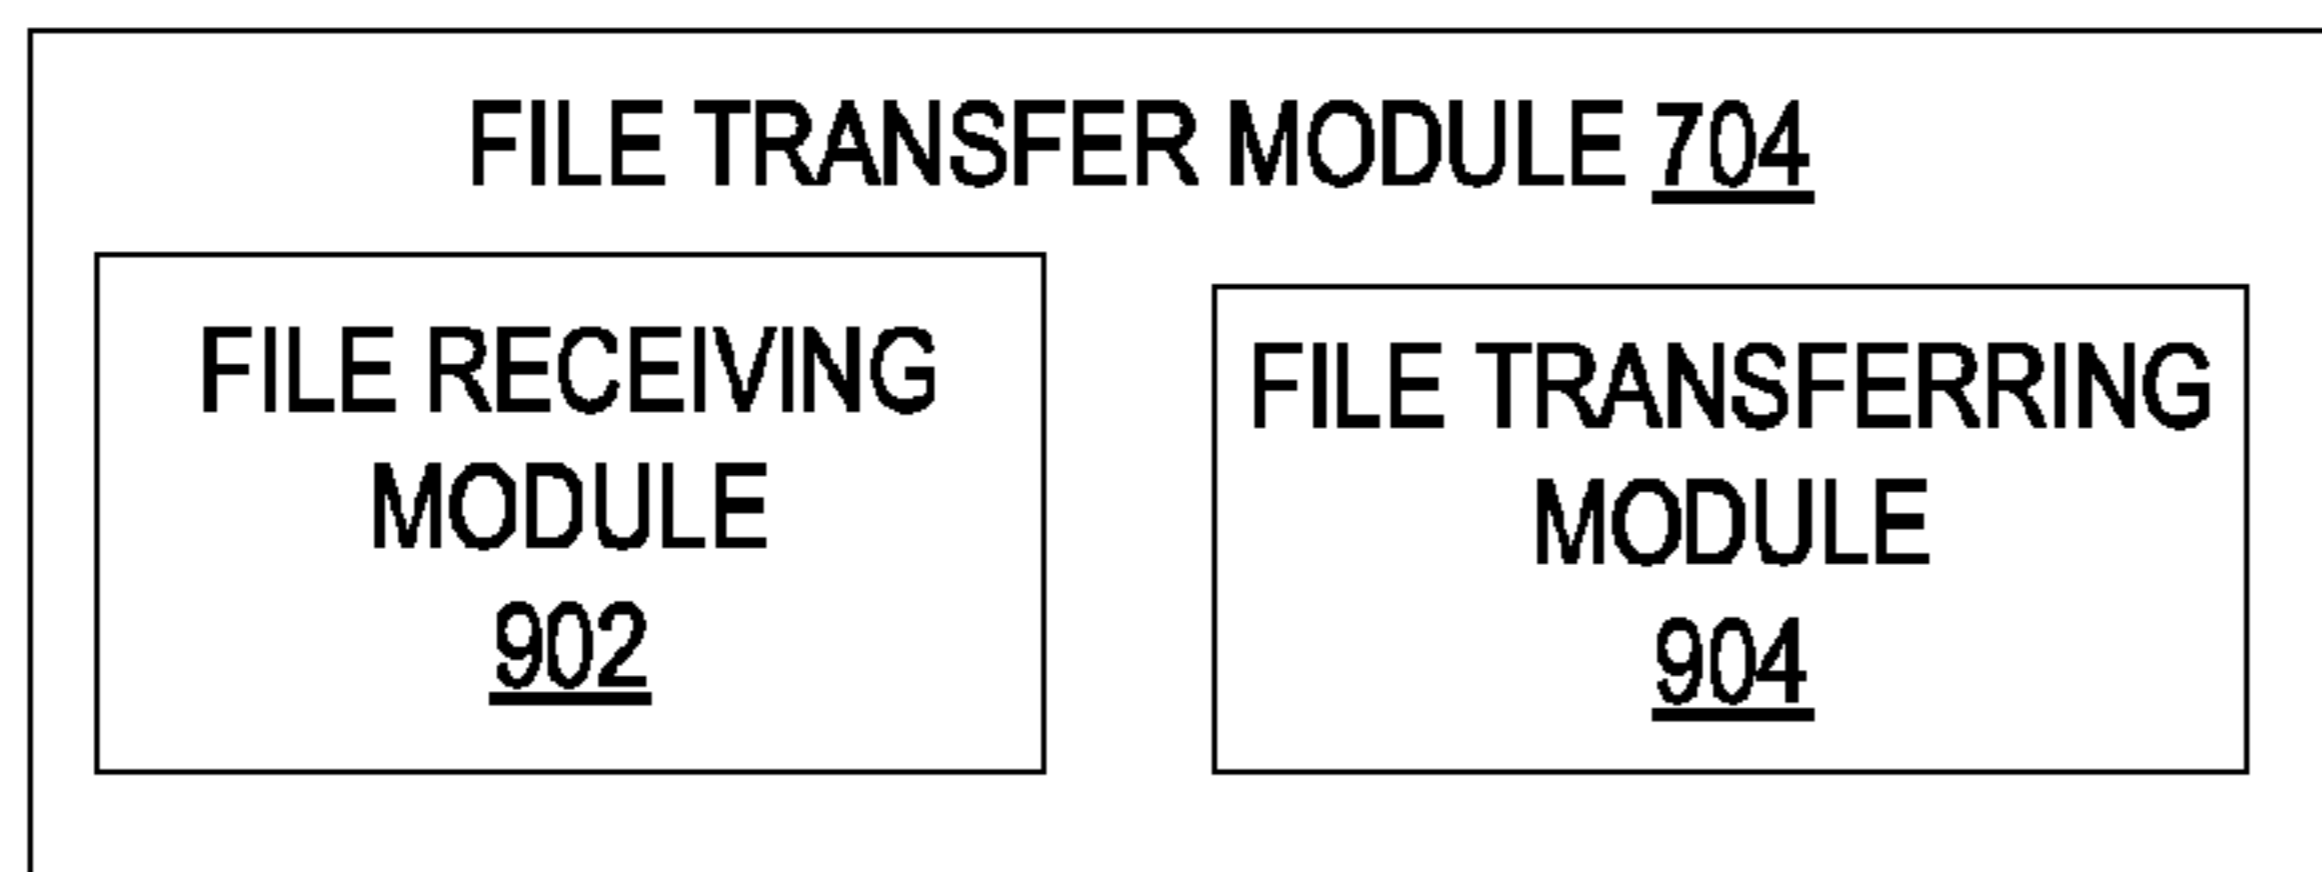 FILE TRANSFER MODULE 704
FILE RECEIVING
MODULE
902
FILE TRANSFERRING
MODULE
904